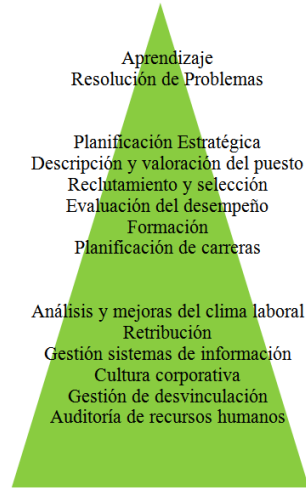 Aprendizaje
Resolución de Problemas
Planificación Estratégica
Descripción y valoración del puesto
Reclutamiento y selección
Evaluación del desempeño
Formación
Planificación de carreras
Análisis y mejoras del clima laboral
Retribución
Gestión sistemas de información
Cultura corporativa
Gestión de desvinculación
Auditoría de recursos humanos